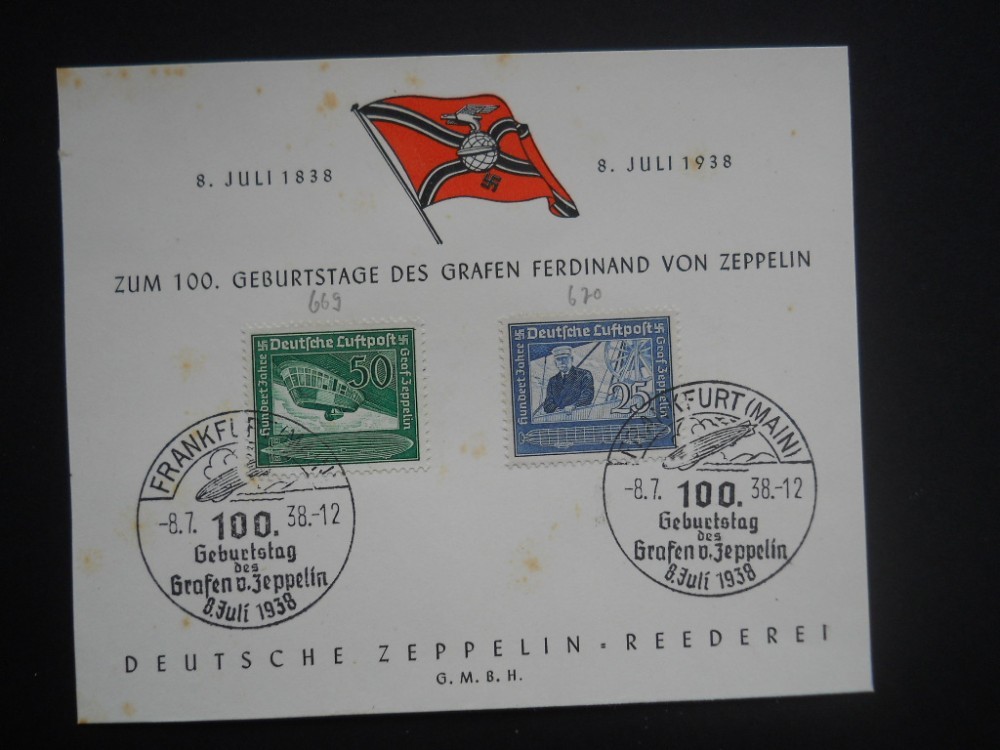 8. JULI 1838
8. JULI 1938
ZUM 100. GEBURTSTAGE DES GRAFEN FERDINAND VON ZEPPELIN
669
670
Deutsche Luftpost
Hundert Jahre
50
Graf Zeppelin
Deutsche Luftpost
Hundert Jahre
25
Graf Zeppelin
FRANKFU
-8.7. 100. 38.-12
Geburtstag
des
Grafen v. Zeppelin
8. Juli 1938
KFURT (MAIN)
-8.7. 100. 38.-12
Geburtstag
des
Grafen v. Zeppelin
8. Juli 1938
DEUTSCHE ZEPPELIN-REEDEREI
G. M. B. H.